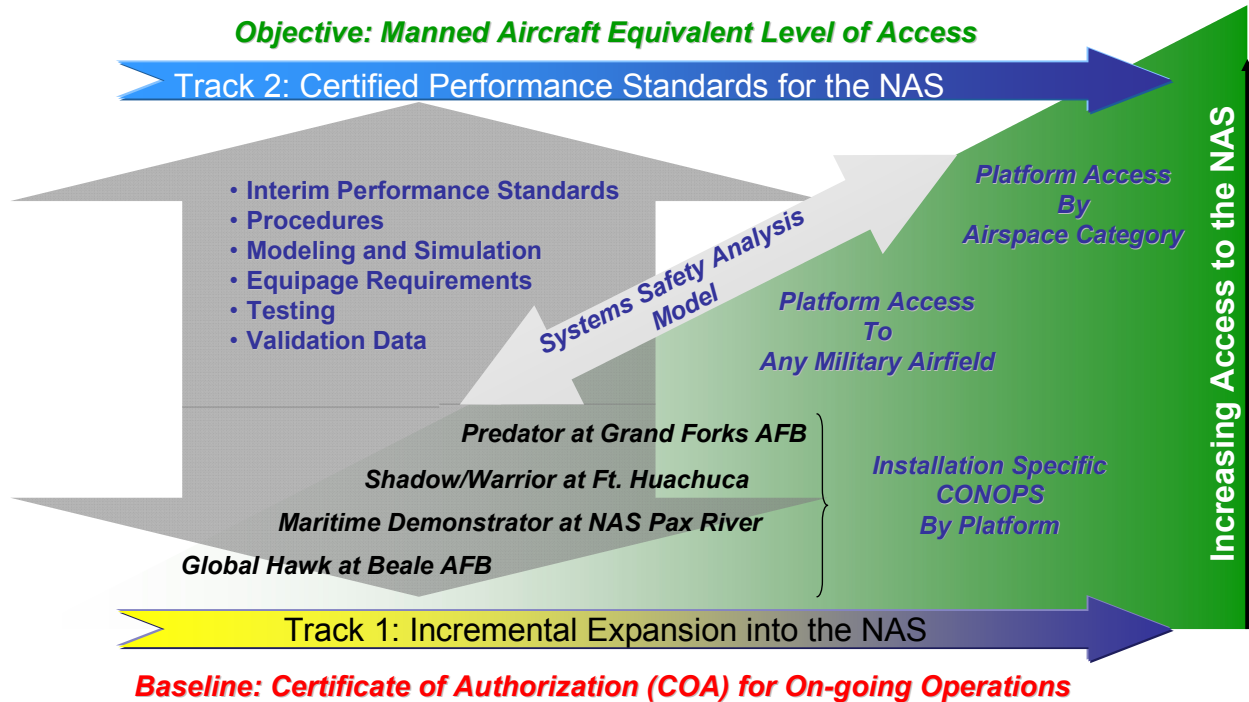 Objective: Manned Aircraft Equivalent Level of Access
Track 2: Certified Performance Standards for the NAS
• Interim Performance Standards
• Procedures
• Modeling and Simulation
• Equipage Requirements
• Testing
• Validation Data
Systems Safety Analysis
Model
Platform Access
By
Airspace Category
Platform Access
To
Any Military Airfield
Predator at Grand Forks AFB
Shadow/Warrior at Ft. Huachuca
Maritime Demonstrator at NAS Pax River
Global Hawk at Beale AFB
Installation Specific
CONOPS
By Platform
Increasing Access to the NAS
Track 1: Incremental Expansion into the NAS
Baseline: Certificate of Authorization (COA) for On-going Operations